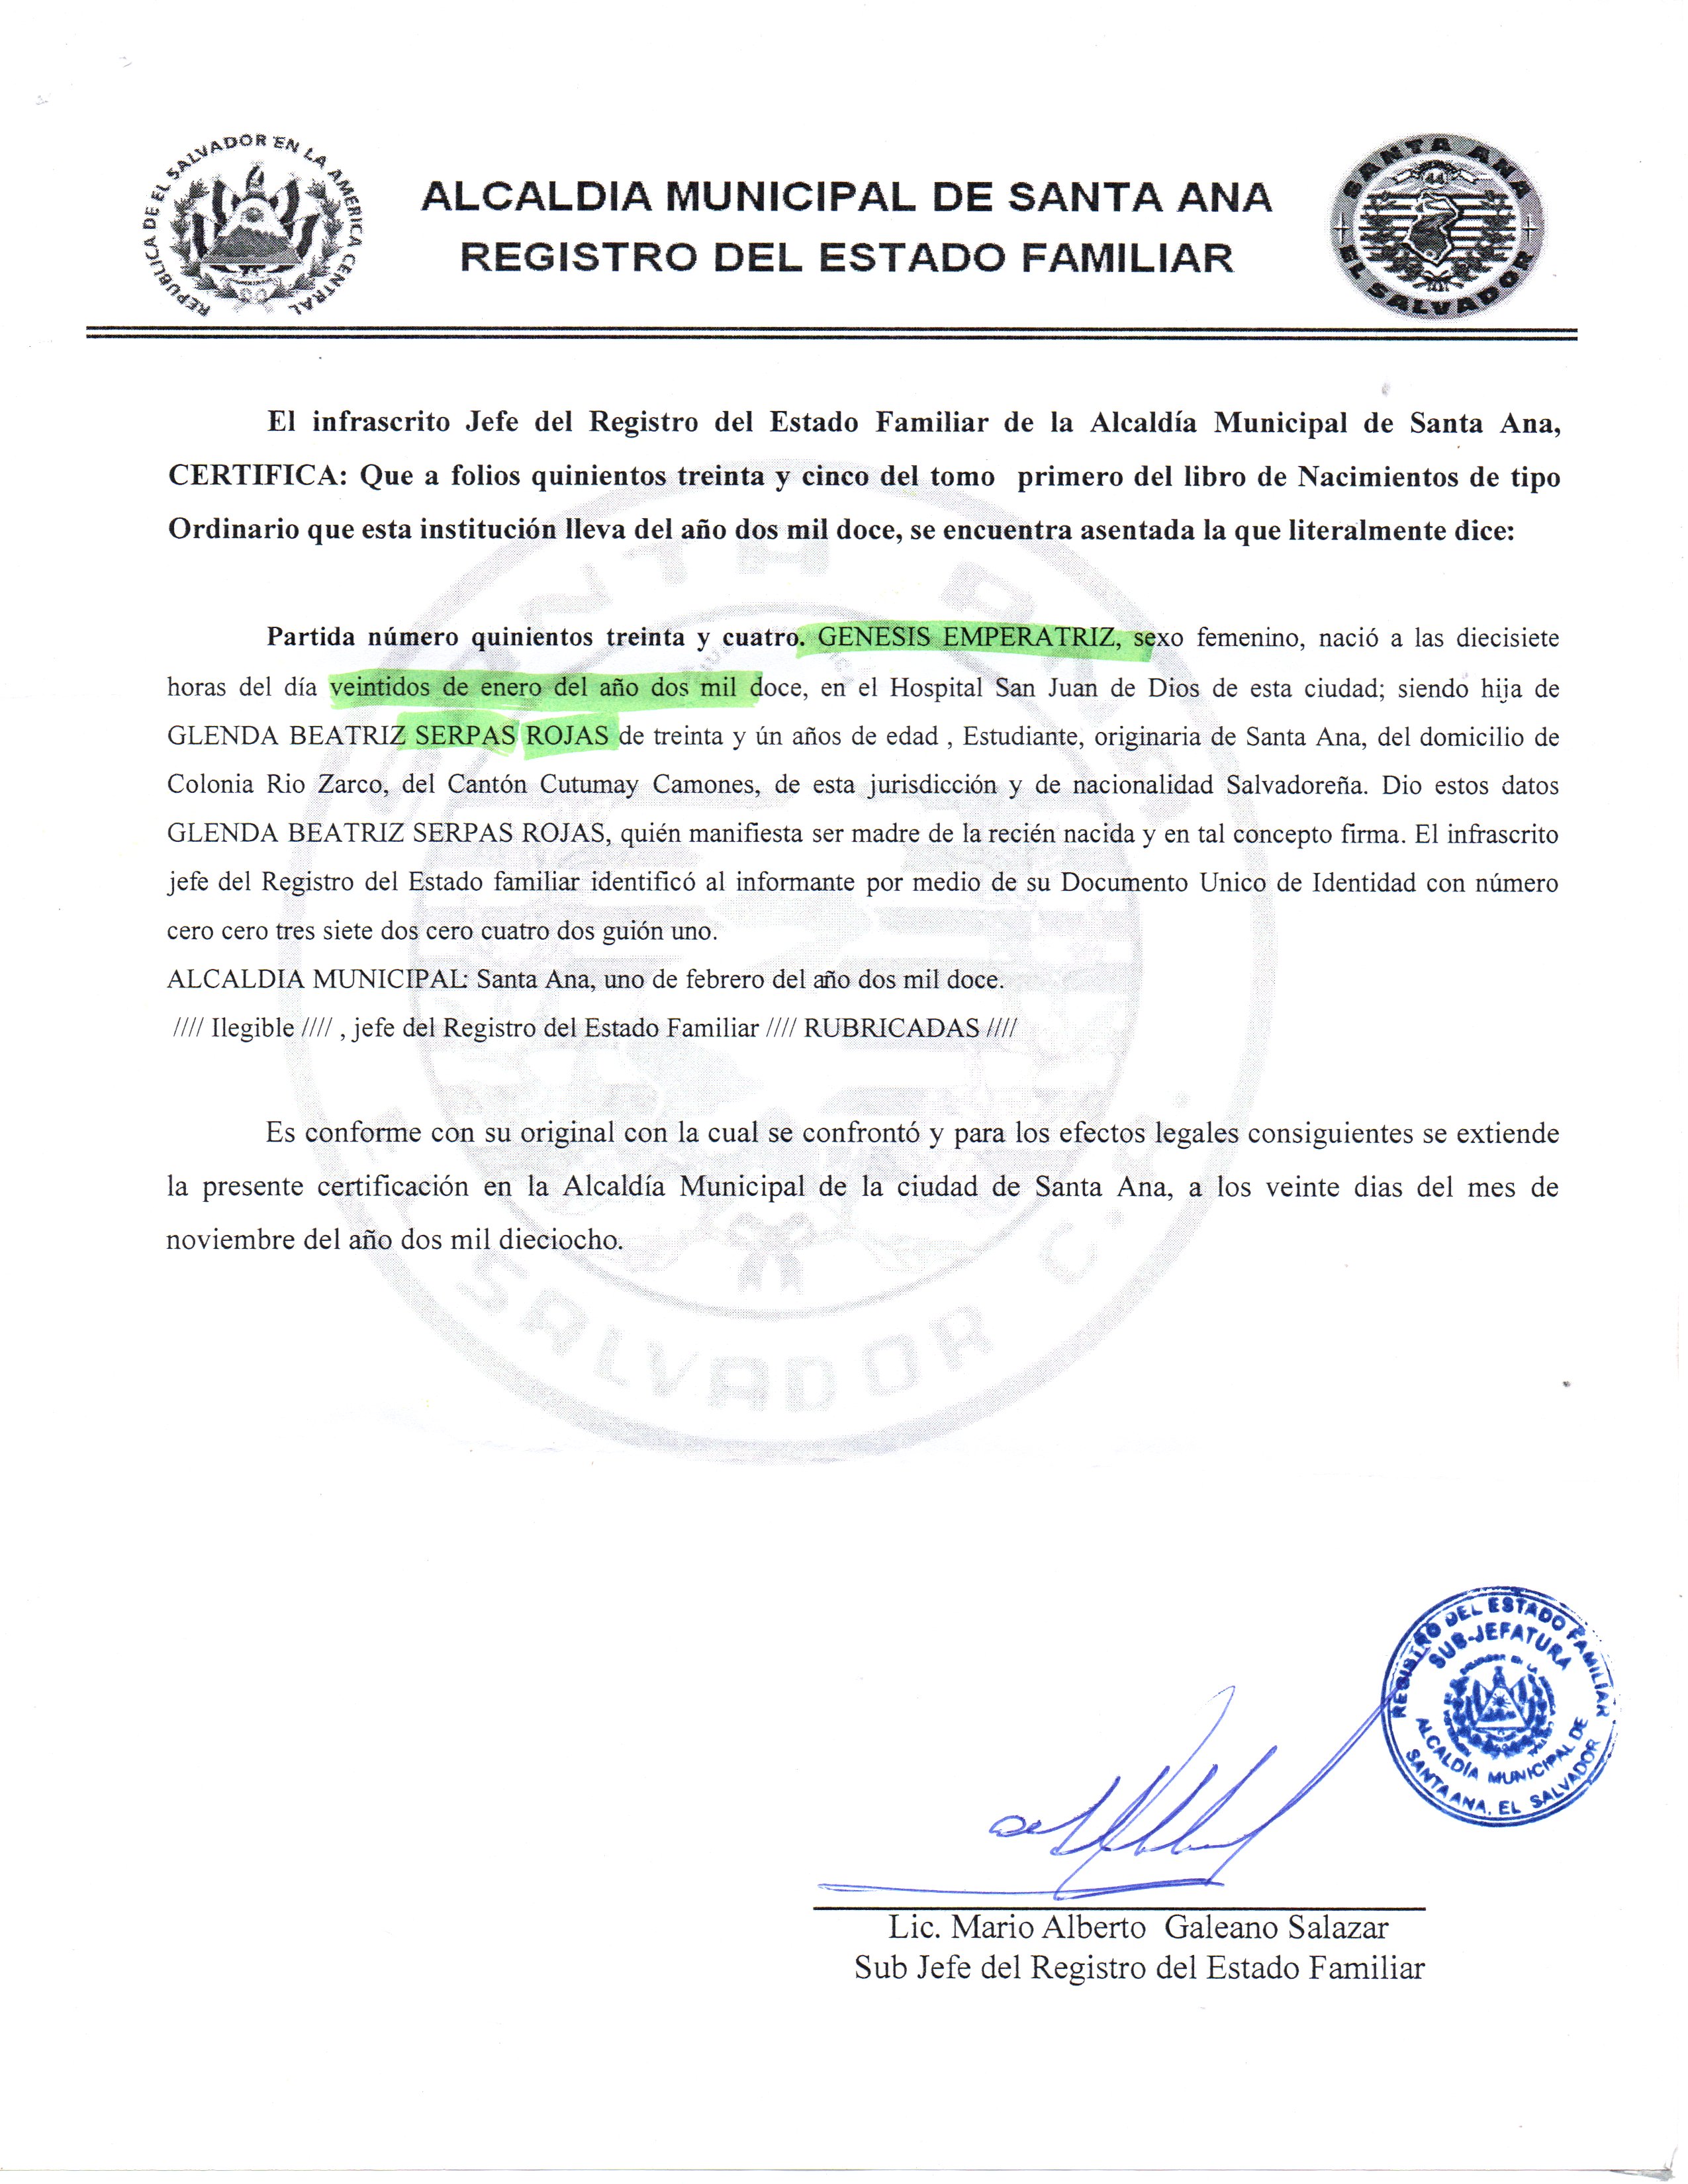 REPUBLICA DE EL SALVADOR EN LA AMERICA CENTRAL
ALCALDIA MUNICIPAL DE SANTA ANA
REGISTRO DEL ESTADO FAMILIAR
SANTA ANA
44
EL SALVADOR
El infrascrito Jefe del Registro del Estado Familiar de la Alcaldía Municipal de Santa Ana,
CERTIFICA: Que a folios quinientos treinta y cinco del tomo primero del libro de Nacimientos de tipo
Ordinario que esta institución lleva del año dos mil doce, se encuentra asentada la que literalmente dice:
Partida número quinientos treinta y cuatro. GENESIS EMPERATRIZ, sexo femenino, nació a las diecisiete
horas del día veintidos de enero del año dos mil doce, en el Hospital San Juan de Dios de esta ciudad; siendo hija de
GLENDA BEATRIZ SERPAS ROJAS de treinta y ún años de edad , Estudiante, originaria de Santa Ana, del domicilio de
Colonia Rio Zarco, del Cantón Cutumay Camones, de esta jurisdicción y de nacionalidad Salvadoreña. Dio estos datos
GLENDA BEATRIZ SERPAS ROJAS, quién manifiesta ser madre de la recién nacida y en tal concepto firma. El infrascrito
jefe del Registro del Estado familiar identificó al informante por medio de su Documento Unico de Identidad con número
cero cero tres siete dos cero cuatro dos guión uno.
ALCALDIA MUNICIPAL: Santa Ana, uno de febrero del año dos mil doce.
//// Ilegible //// , jefe del Registro del Estado Familiar //// RUBRICADAS ////
Es conforme con su original con la cual se confrontó y para los efectos legales consiguientes se extiende
la presente certificación en la Alcaldía Municipal de la ciudad de Santa Ana, a los veinte dias del mes de
noviembre del año dos mil dieciocho.
SANTA ANA
EL SALVADOR C.A.
REGISTRO DEL ESTADO FAMILIAR
SUB-JEFATURA
ALCALDÍA MUNICIPAL DE
SANTA ANA, EL SALVADOR
Lic. Mario Alberto Galeano Salazar
Sub Jefe del Registro del Estado Familiar